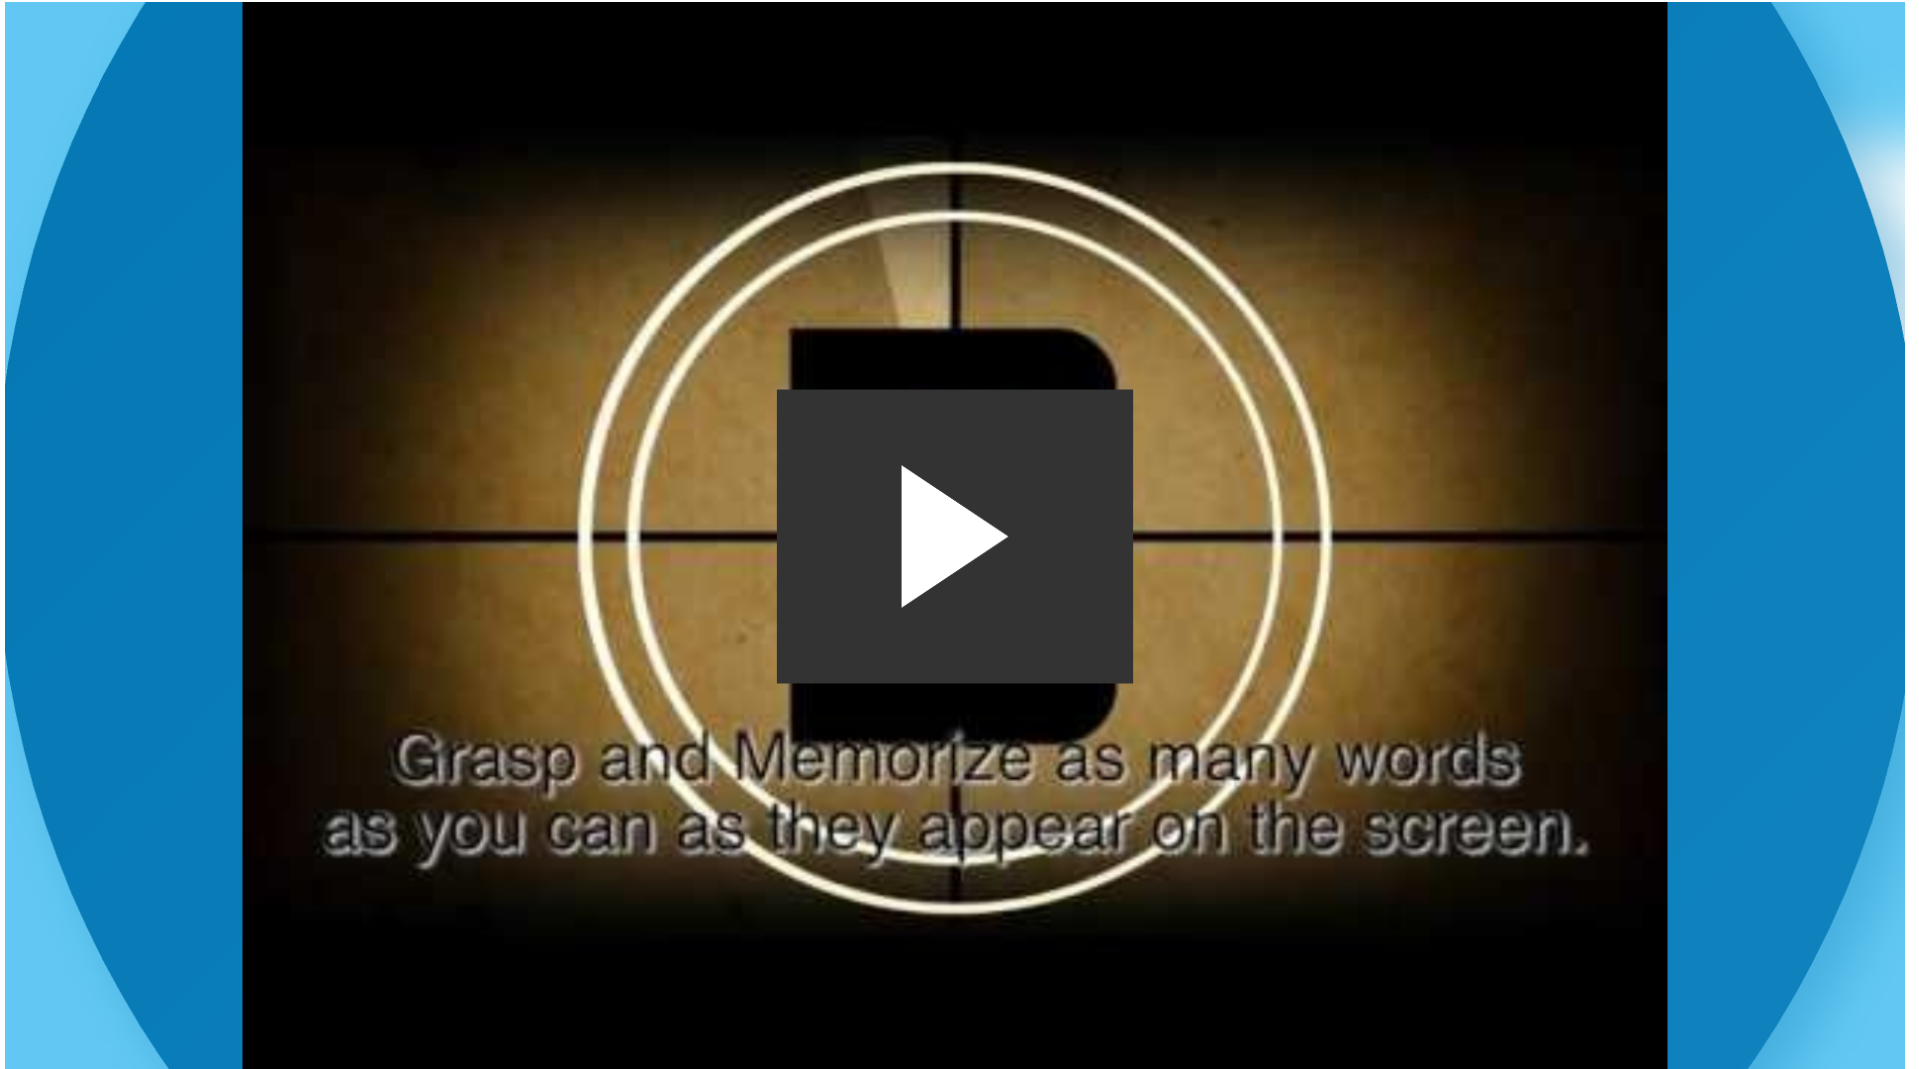 Grasp and Memorize as many words
as you can as they appear on the screen.